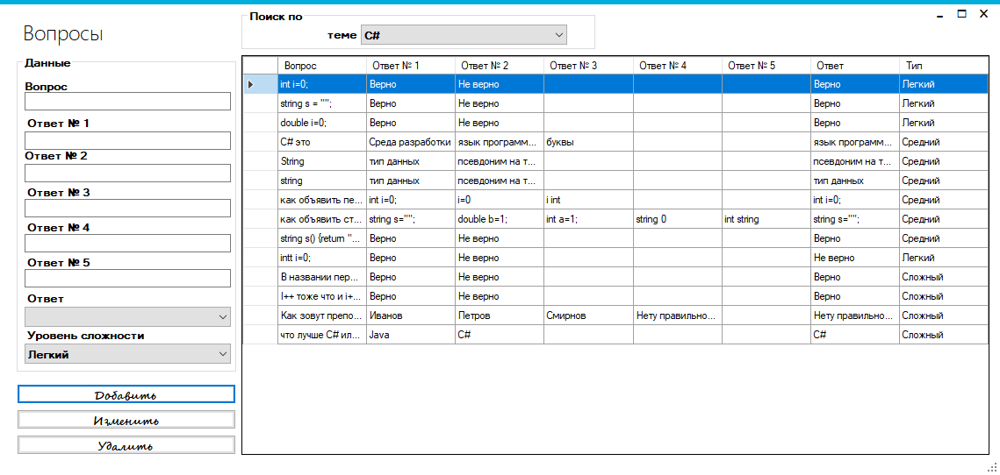 Вопросы
Поиск по
теме C#
Данные
Вопрос
Ответ № 1
Ответ № 2
Ответ № 3
Ответ № 4
Ответ № 5
Ответ
Уровень сложности
Легкий
Добавить
Изменить
Удалить
Вопрос Ответ № 1 Ответ № 2 Ответ № 3 Ответ № 4 Ответ № 5 Ответ Тип
int i=0; Верно Не верно Верно Легкий
string s = ""; Верно Не верно Верно Легкий
double i=0; Верно Не верно Верно Легкий
C# это Среда разработки язык программ... буквы язык программ... Средний
String тип данных псевдоним на т... псевдоним на т... Средний
string тип данных псевдоним на т... тип данных Средний
как объявить пе... int i=0; i=0 i int int i=0; Средний
как объявить ст... string s=""; double b=1; int a=1; string 0 int string string s=""; Средний
string s() {return "... Верно Не верно Верно Средний
intt i=0; Верно Не верно Не верно Легкий
В названии пер... Верно Не верно Верно Сложный
I++ тоже что и i+... Верно Не верно Верно Сложный
Как зовут препо... Иванов Петров Смирнов Нету правильно... Нету правильно... Сложный
что лучше C# ил... Java C# C# Сложный